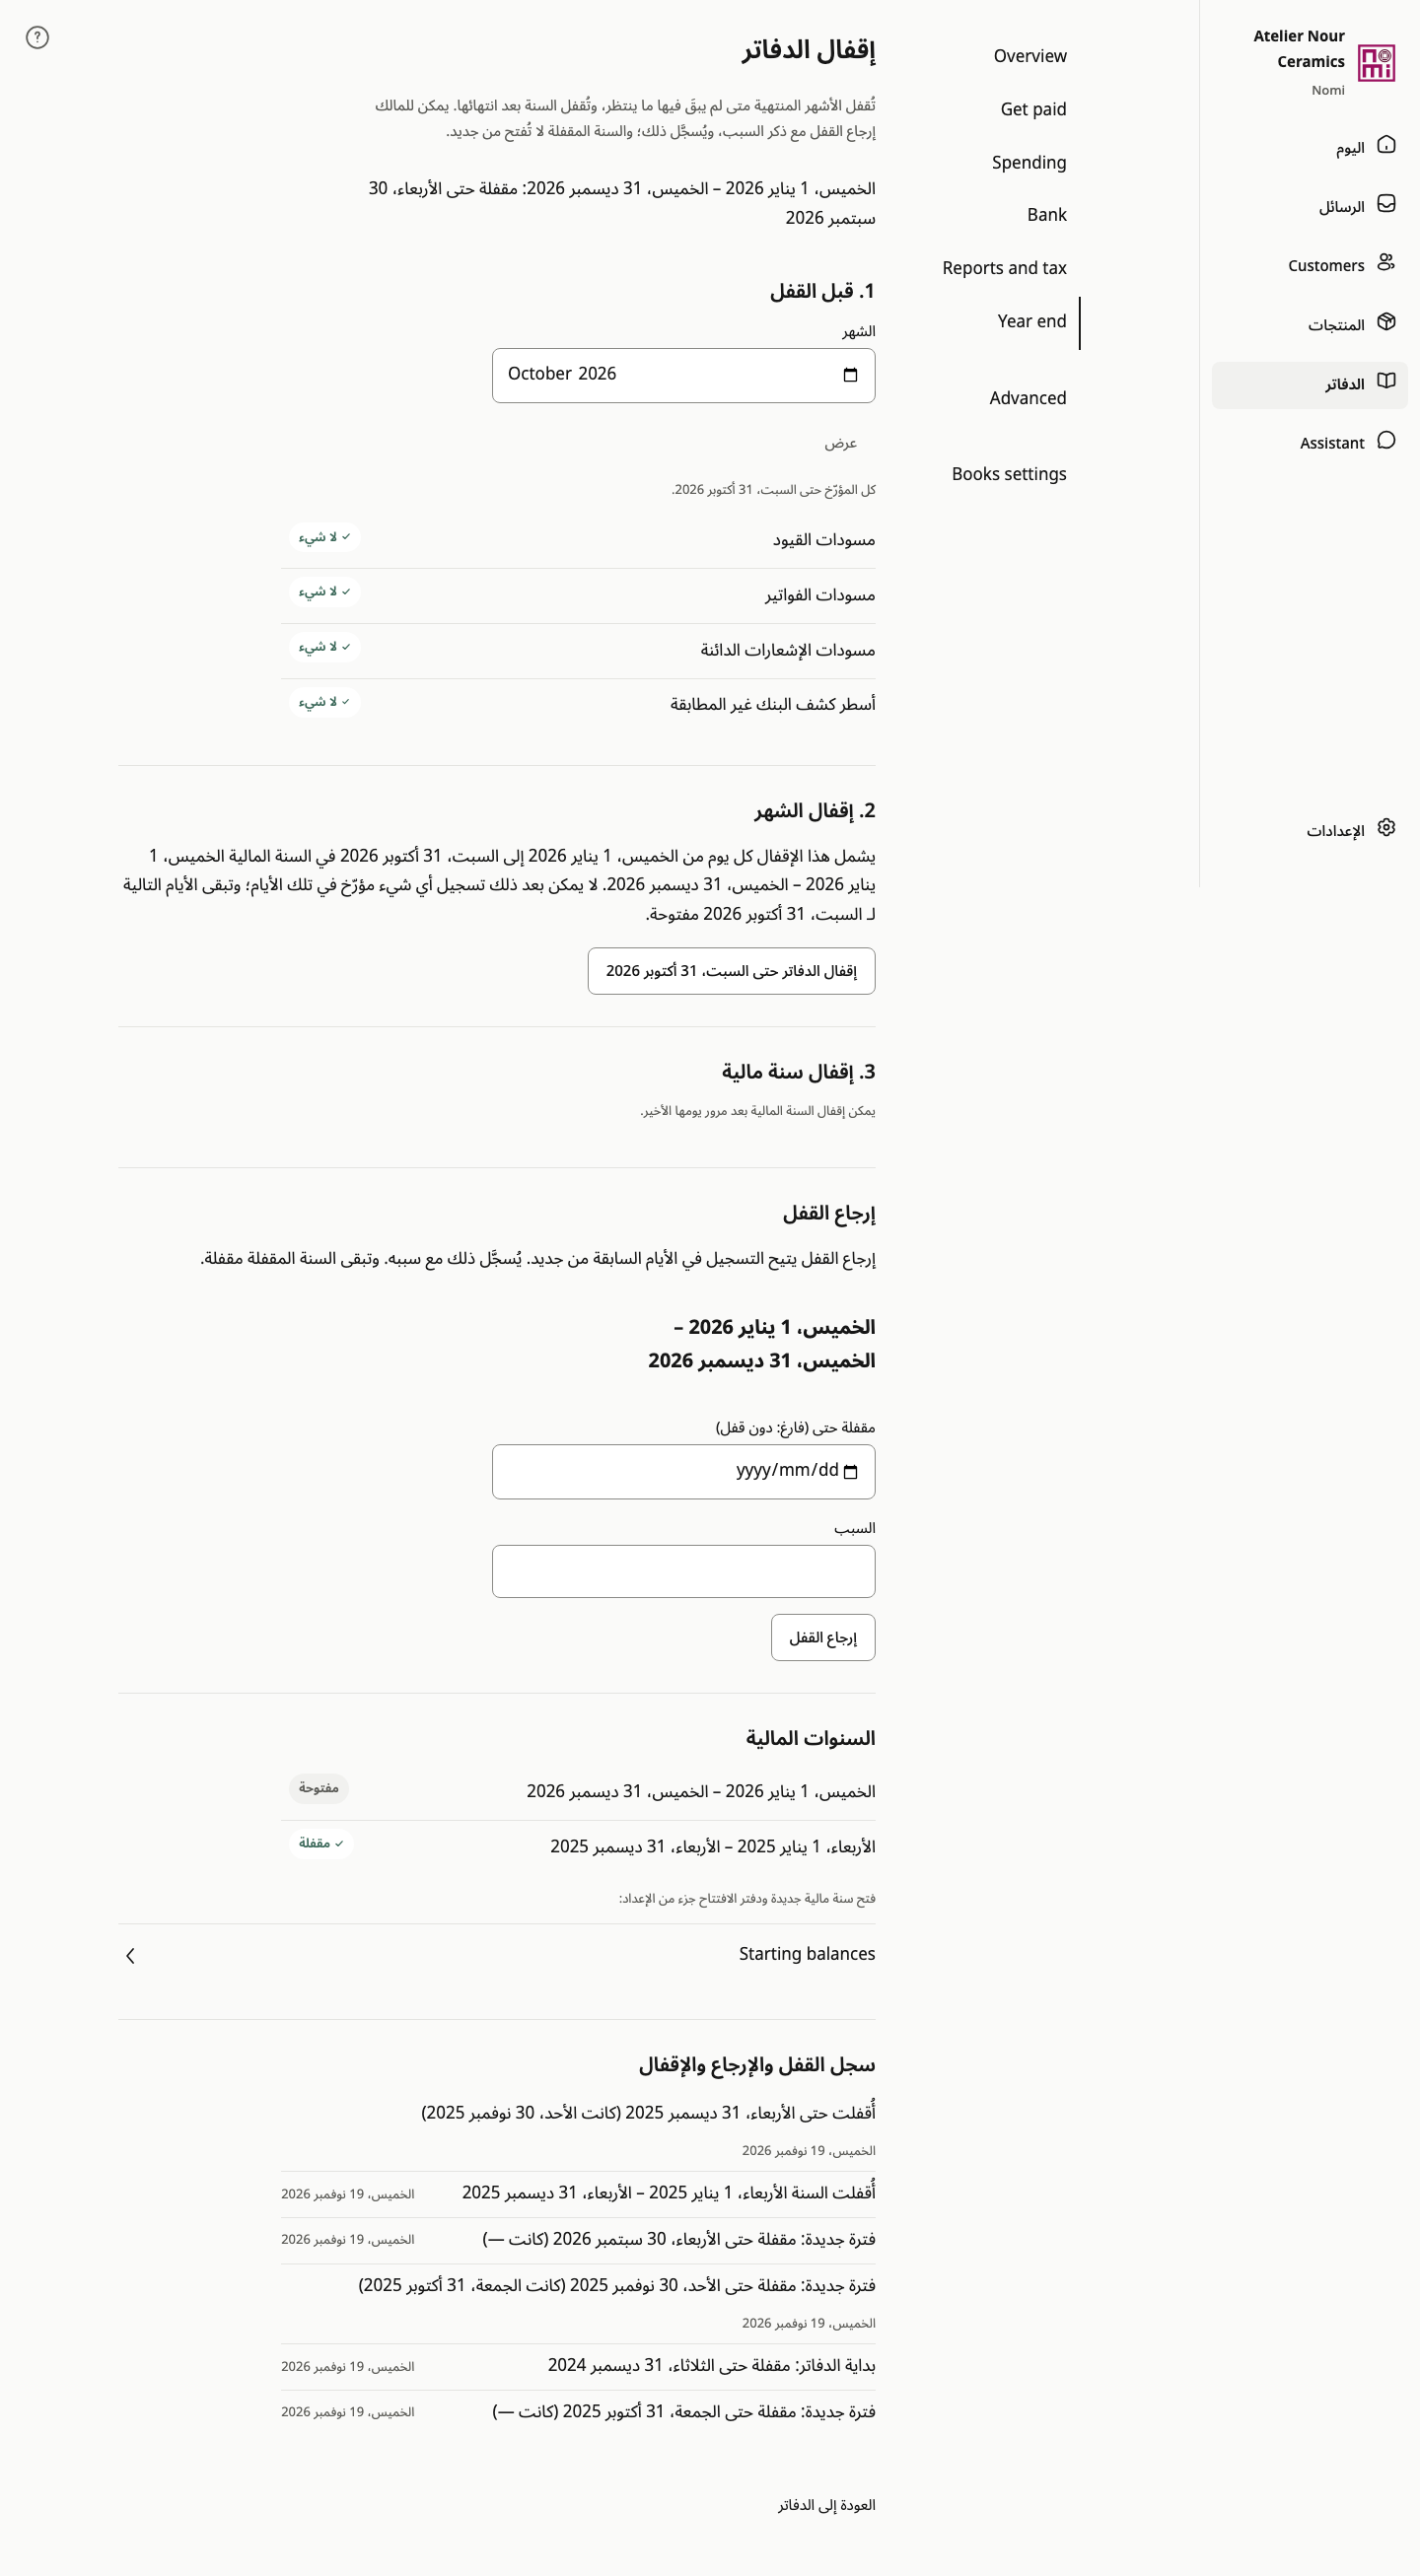 Atelier Nour
Ceramics
Nomi
اليوم
الرسائل
Customers
المنتجات
الدفاتر
Assistant
الإعدادات
Overview
Get paid
Spending
Bank
Reports and tax
Year end
Advanced
Books settings
إقفال الدفاتر
تُقفل الأشهر المنتهية متى لم يبقَ فيها ما ينتظر، وتُقفل السنة بعد انتهائها. يمكن للمالك
إرجاع القفل مع ذكر السبب، ويُسجَّل ذلك؛ والسنة المقفلة لا تُفتح من جديد.
الخميس، 1 يناير 2026 – الخميس، 31 ديسمبر 2026: مقفلة حتى الأربعاء، 30
سبتمبر 2026
1. قبل القفل
الشهر
October 2026
عرض
كل المؤرّخ حتى السبت، 31 أكتوبر 2026.
مسودات القيود
لا شيء
مسودات الفواتير
لا شيء
مسودات الإشعارات الدائنة
لا شيء
أسطر كشف البنك غير المطابقة
لا شيء
2. إقفال الشهر
يشمل هذا الإقفال كل يوم من الخميس، 1 يناير 2026 إلى السبت، 31 أكتوبر 2026 في السنة المالية الخميس، 1
يناير 2026 – الخميس، 31 ديسمبر 2026. لا يمكن بعد ذلك تسجيل أي شيء مؤرّخ في تلك الأيام؛ وتبقى الأيام التالية
لـ السبت، 31 أكتوبر 2026 مفتوحة.
إقفال الدفاتر حتى السبت، 31 أكتوبر 2026
3. إقفال سنة مالية
يمكن إقفال السنة المالية بعد مرور يومها الأخير.
إرجاع القفل
إرجاع القفل يتيح التسجيل في الأيام السابقة من جديد. يُسجَّل ذلك مع سببه. وتبقى السنة المقفلة مقفلة.
الخميس، 1 يناير 2026 –
الخميس، 31 ديسمبر 2026
مقفلة حتى (فارغ: دون قفل)
yyyy/mm/dd
السبب
إرجاع القفل
السنوات المالية
الخميس، 1 يناير 2026 – الخميس، 31 ديسمبر 2026
مفتوحة
الأربعاء، 1 يناير 2025 – الأربعاء، 31 ديسمبر 2025
مقفلة
فتح سنة مالية جديدة ودفتر الافتتاح جزء من الإعداد:
Starting balances
سجل القفل والإرجاع والإقفال
أُقفلت حتى الأربعاء، 31 ديسمبر 2025 (كانت الأحد، 30 نوفمبر 2025)
الخميس، 19 نوفمبر 2026
أُقفلت السنة الأربعاء، 1 يناير 2025 – الأربعاء، 31 ديسمبر 2025
الخميس، 19 نوفمبر 2026
فترة جديدة: مقفلة حتى الأربعاء، 30 سبتمبر 2026 (كانت —)
الخميس، 19 نوفمبر 2026
فترة جديدة: مقفلة حتى الأحد، 30 نوفمبر 2025 (كانت الجمعة، 31 أكتوبر 2025)
الخميس، 19 نوفمبر 2026
بداية الدفاتر: مقفلة حتى الثلاثاء، 31 ديسمبر 2024
الخميس، 19 نوفمبر 2026
فترة جديدة: مقفلة حتى الجمعة، 31 أكتوبر 2025 (كانت —)
الخميس، 19 نوفمبر 2026
العودة إلى الدفاتر